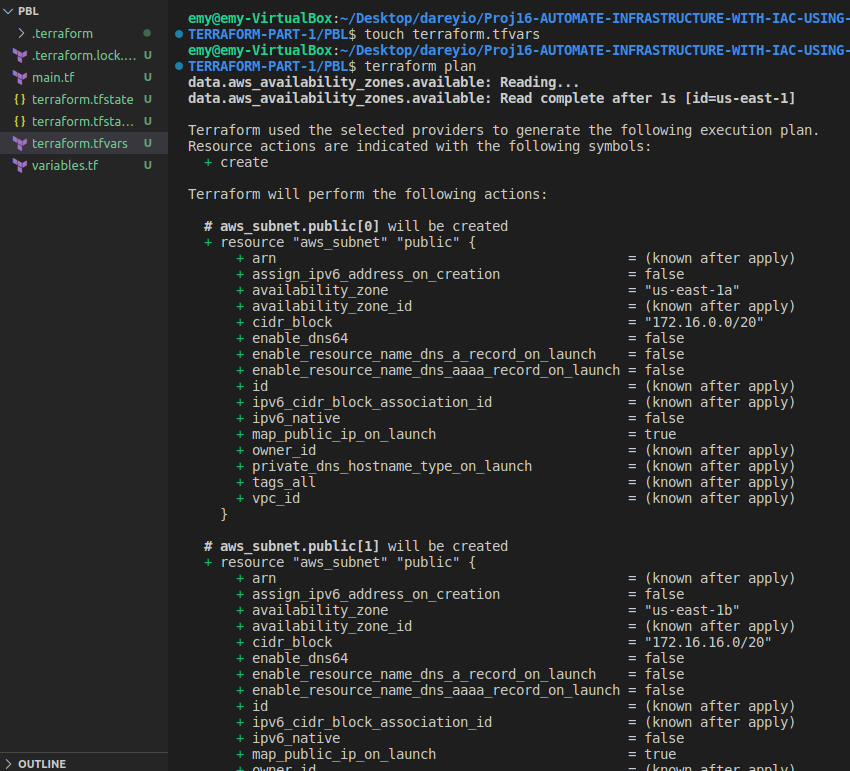 PBL
.terraform
.terraform.lock.... U
main.tf U
terraform.tfstate U
terraform.tfsta... U
terraform.tfvars U
variables.tf U
OUTLINE
emy@emy-VirtualBox:~/Desktop/dareyio/Proj16-AUTOMATE-INFRASTRUCTURE-WITH-IAC-USING-
TERRAFORM-PART-1/PBL$ touch terraform.tfvars
emy@emy-VirtualBox:~/Desktop/dareyio/Proj16-AUTOMATE-INFRASTRUCTURE-WITH-IAC-USING-
TERRAFORM-PART-1/PBL$ terraform plan
data.aws_availability_zones.available: Reading...
data.aws_availability_zones.available: Read complete after 1s [id=us-east-1]
Terraform used the selected providers to generate the following execution plan.
Resource actions are indicated with the following symbols:
+ create
Terraform will perform the following actions:
# aws_subnet.public[0] will be created
+ resource "aws_subnet" "public" {
+ arn = (known after apply)
+ assign_ipv6_address_on_creation = false
+ availability_zone = "us-east-1a"
+ availability_zone_id = (known after apply)
+ cidr_block = "172.16.0.0/20"
+ enable_dns64 = false
+ enable_resource_name_dns_a_record_on_launch = false
+ enable_resource_name_dns_aaaa_record_on_launch = false
+ id = (known after apply)
+ ipv6_cidr_block_association_id = (known after apply)
+ ipv6_native = false
+ map_public_ip_on_launch = true
+ owner_id = (known after apply)
+ private_dns_hostname_type_on_launch = (known after apply)
+ tags_all = (known after apply)
+ vpc_id = (known after apply)
}
# aws_subnet.public[1] will be created
+ resource "aws_subnet" "public" {
+ arn = (known after apply)
+ assign_ipv6_address_on_creation = false
+ availability_zone = "us-east-1b"
+ availability_zone_id = (known after apply)
+ cidr_block = "172.16.16.0/20"
+ enable_dns64 = false
+ enable_resource_name_dns_a_record_on_launch = false
+ enable_resource_name_dns_aaaa_record_on_launch = false
+ id = (known after apply)
+ ipv6_cidr_block_association_id = (known after apply)
+ ipv6_native = false
+ map_public_ip_on_launch = true
+ owner_id = (known after apply)